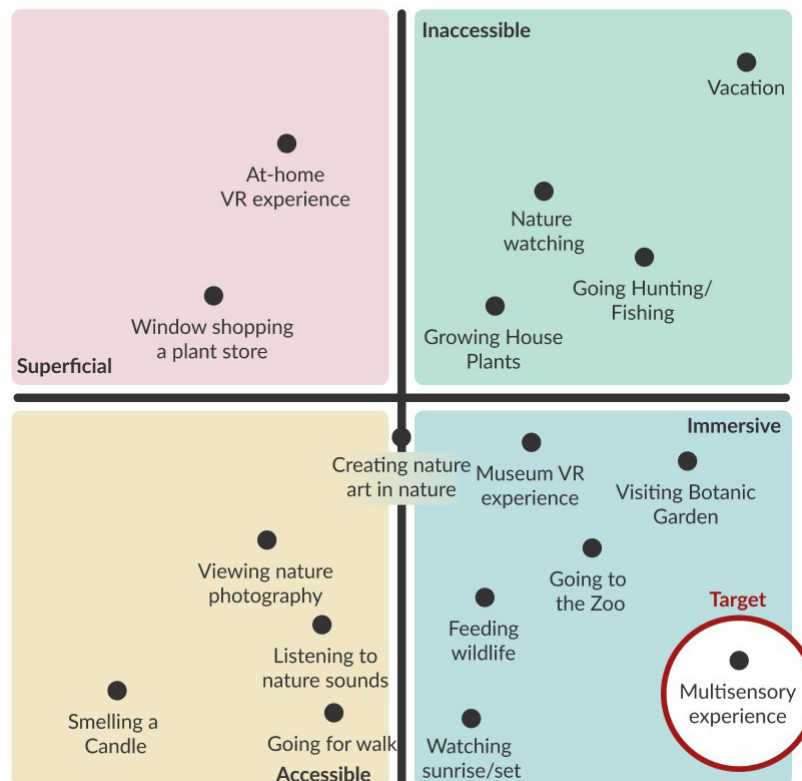 Inaccessible
Vacation
At-home
VR experience
Nature
watching
Going Hunting/
Fishing
Window shopping
a plant store
Growing House
Plants
Superficial
Immersive
Creating nature
art in nature
Museum VR
experience
Visiting Botanic
Garden
Viewing nature
photography
Going to
the Zoo
Target
Feeding
wildlife
Listening to
nature sounds
Multisensory
experience
Smelling a
Candle
Going for walk
Watching
sunrise/set
Accessible